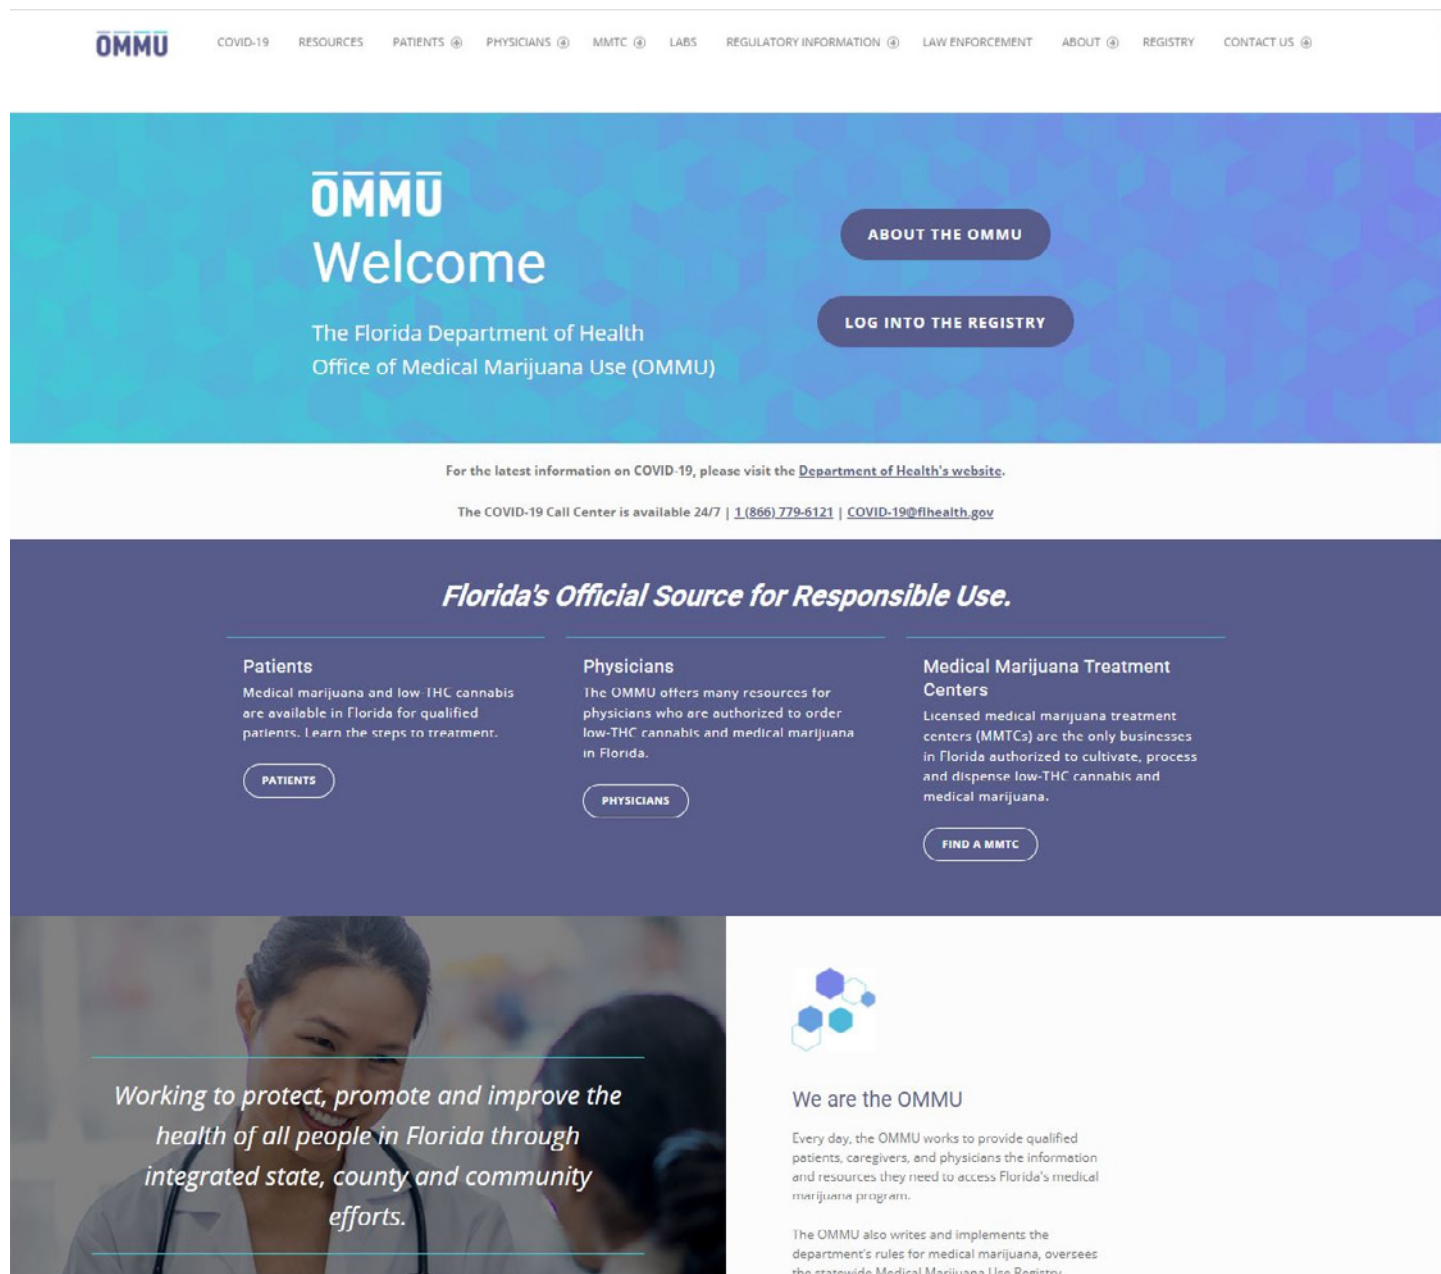 OMMU
COVID-19 RESOURCES PATIENTS PHYSICIANS MMTC LABS REGULATORY INFORMATION LAW ENFORCEMENT ABOUT REGISTRY CONTACT US
OMMU
Welcome
The Florida Department of Health
Office of Medical Marijuana Use (OMMU)
ABOUT THE OMMU
LOG INTO THE REGISTRY
For the latest information on COVID-19, please visit the Department of Health's website.
The COVID-19 Call Center is available 24/7 | 1 (866) 779-6121 | COVID-19@flhealth.gov
Florida's Official Source for Responsible Use.
Patients
Medical marijuana and low-THC cannabis
are available in Florida for qualified
patients. Learn the steps to treatment.
PATIENTS
Physicians
The OMMU offers many resources for
physicians who are authorized to order
low-THC cannabis and medical marijuana
in Florida.
PHYSICIANS
Medical Marijuana Treatment
Centers
Licensed medical marijuana treatment
centers (MMTCs) are the only businesses
in Florida authorized to cultivate, process
and dispense low-THC cannabis and
medical marijuana.
FIND A MMTC
Working to protect, promote and improve the
health of all people in Florida through
integrated state, county and community
efforts.
We are the OMMU
Every day, the OMMU works to provide qualified
patients, caregivers, and physicians the information
and resources they need to access Florida's medical
marijuana program.
The OMMU also writes and implements the
department's rules for medical marijuana, oversees
the statewide Medical Marijuana Use Registry